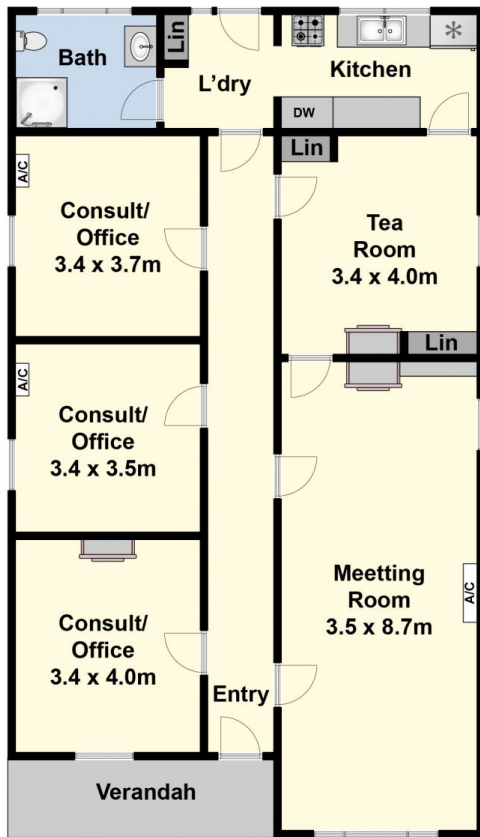 Bath
Lin
L'dry
Kitchen
DW
Lin
A/C
Consult/
Office
3.4 x 3.7m
Tea
Room
3.4 x 4.0m
Lin
A/C
Consult/
Office
3.4 x 3.5m
Meetting
Room
3.5 x 8.7m
A/C
Consult/
Office
3.4 x 4.0m
Entry
Verandah